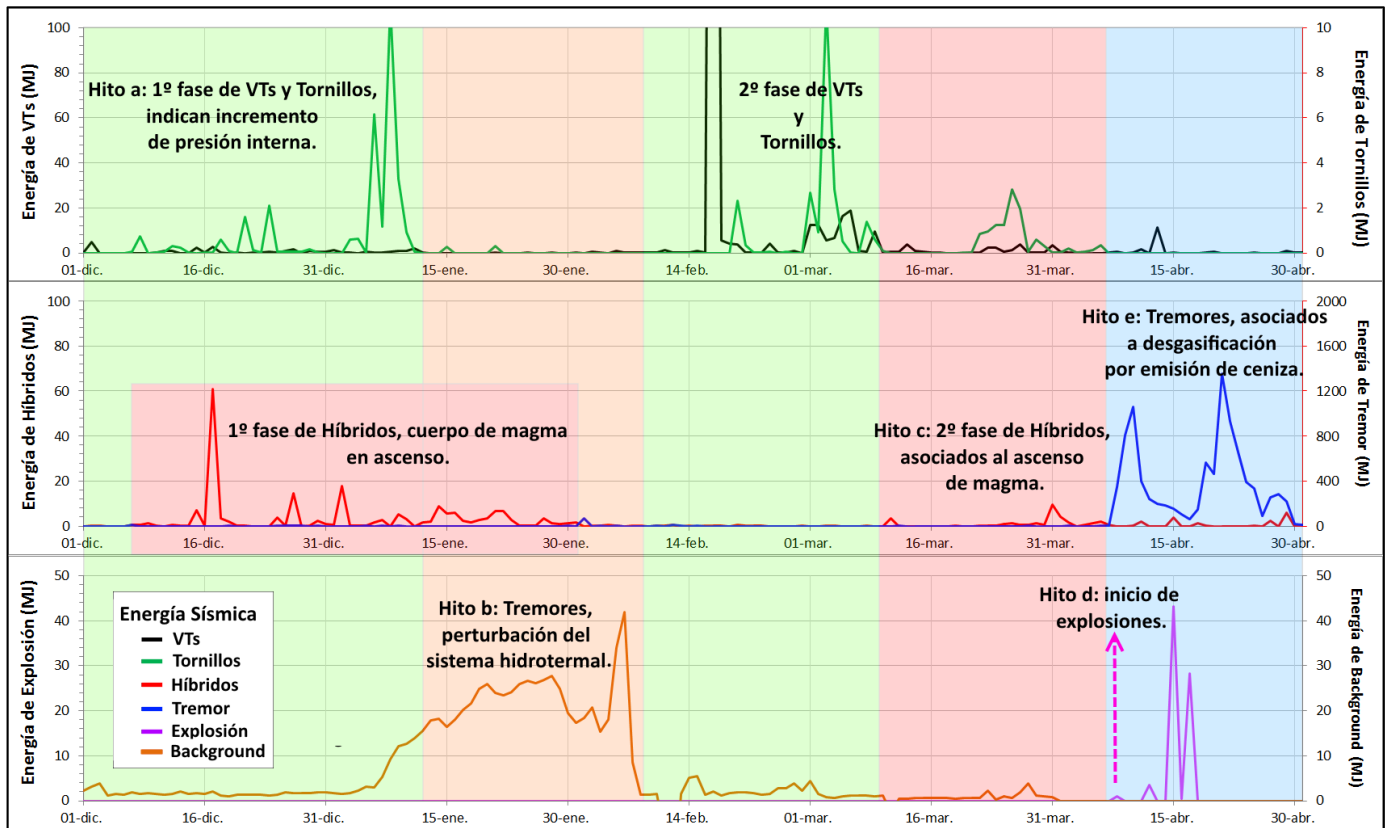 Energía de VTs (MJ)
100
80
60
40
20
0
Hito a: 1º fase de VTs y Tornillos,
indican incremento
de presión interna.
2º fase de VTs
y
Tornillos.
10
8
6
4
2
0
Energía de Tornillos (MJ)
01-dic.
16-dic.
31-dic.
15-ene.
30-ene.
14-feb.
01-mar.
16-mar.
31-mar.
15-abr.
30-abr.
Energía de Híbridos (MJ)
100
80
60
40
20
0
1º fase de Híbridos, cuerpo de magma
en ascenso.
Hito c: 2º fase de Híbridos,
asociados al ascenso
de magma.
Hito e: Tremores, asociados
a desgasificación
por emisión de ceniza.
2000
1600
1200
800
400
0
Energía de Tremor (MJ)
01-dic.
16-dic.
31-dic.
15-ene.
30-ene.
14-feb.
01-mar.
16-mar.
31-mar.
15-abr.
30-abr.
Energía de Explosión (MJ)
50
40
30
20
10
0
Energía Sísmica
VTs
Tornillos
Híbridos
Tremor
Explosión
Background
Hito b: Tremores,
perturbación del
sistema hidrotermal.
Hito d: inicio de
explosiones.
50
40
30
20
10
0
Energía de Background (MJ)
01-dic.
16-dic.
31-dic.
15-ene.
30-ene.
14-feb.
01-mar.
16-mar.
31-mar.
15-abr.
30-abr.